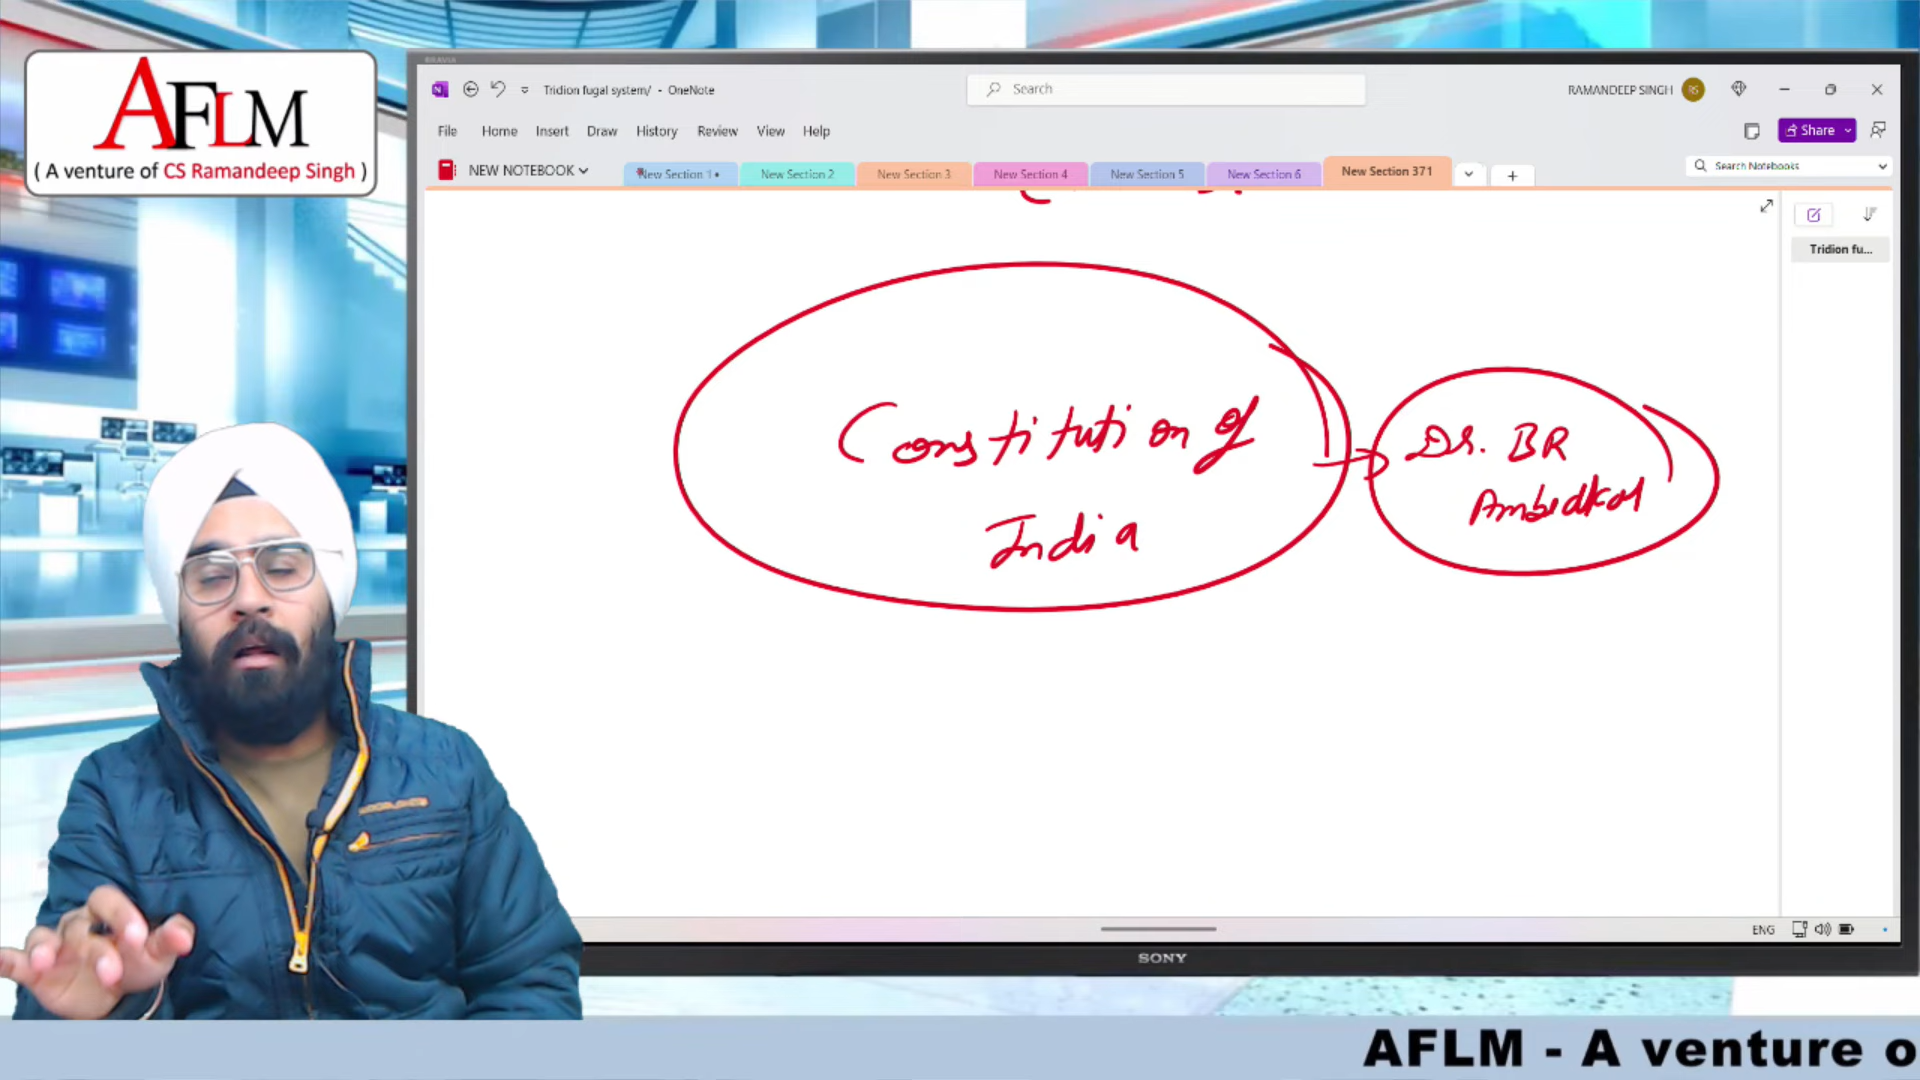 AFLM
( A venture of CS Ramandeep Singh )
BRAVIA
Tridion fugal system/ - OneNote
Search
RAMANDEEP SINGH
RS
File Home Insert Draw History Review View Help
Share
NEW NOTEBOOK
New Section 1
New Section 2
New Section 3
New Section 4
New Section 5
New Section 6
New Section 371
Search Notebooks
Tridion fu...
Constitution of
India
Dr. BR
Ambedkar
ENG
SONY
AFLM - A venture o